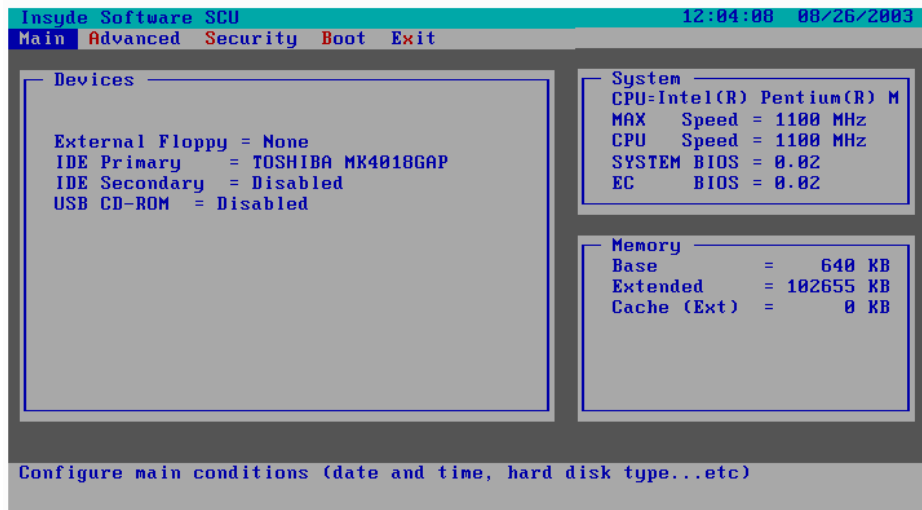 Insyde Software SCU 12:04:08 08/26/2003
Main Advanced Security Boot Exit
Devices
External Floppy = None
IDE Primary = TOSHIBA MK4018GAP
IDE Secondary = Disabled
USB CD-ROM = Disabled
System
CPU=Intel(R) Pentium(R) M
MAX Speed = 1100 MHz
CPU Speed = 1100 MHz
SYSTEM BIOS = 0.02
EC BIOS = 0.02
Memory
Base = 640 KB
Extended = 102655 KB
Cache (Ext) = 0 KB
Configure main conditions (date and time, hard disk type...etc)